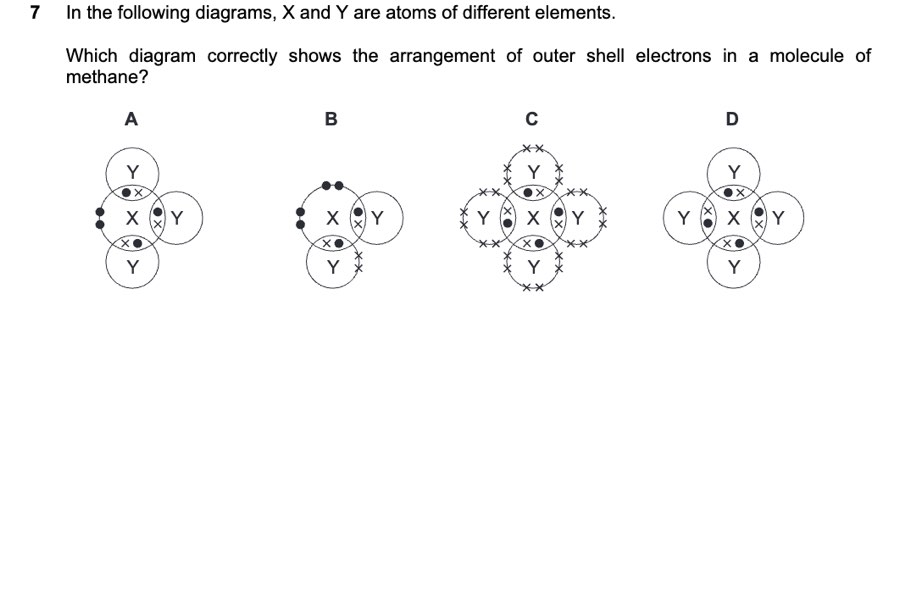 7 In the following diagrams, X and Y are atoms of different elements.
Which diagram correctly shows the arrangement of outer shell electrons in a molecule of
methane?
A B C D
Y Y Y
X Y X Y Y X Y Y X Y
Y Y Y Y